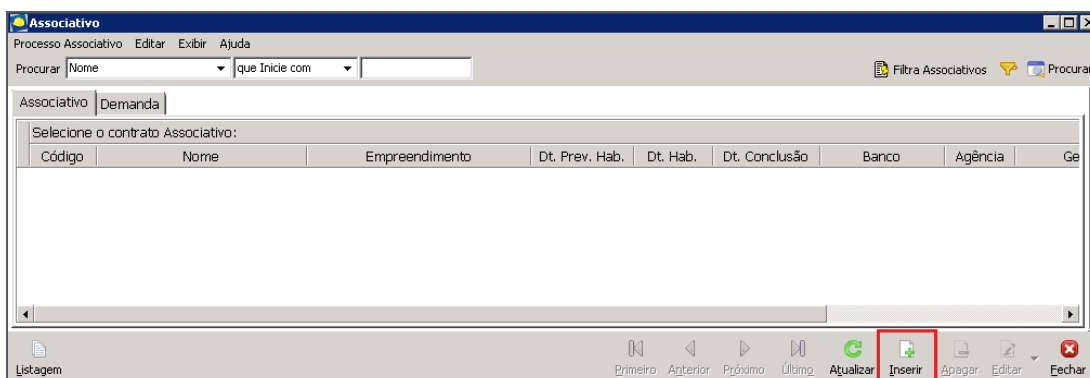 Associativo
Processo Associativo Editar Exibir Ajuda
Procurar Nome que Inicie com Filtra Associativos Procurar
Associativo Demanda
Selecione o contrato Associativo:
Código Nome Empreendimento Dt. Prev. Hab. Dt. Hab. Dt. Conclusão Banco Agência Ge
Listagem Primeiro Anterior Próximo Último Atualizar Inserir Apagar Editar Fechar